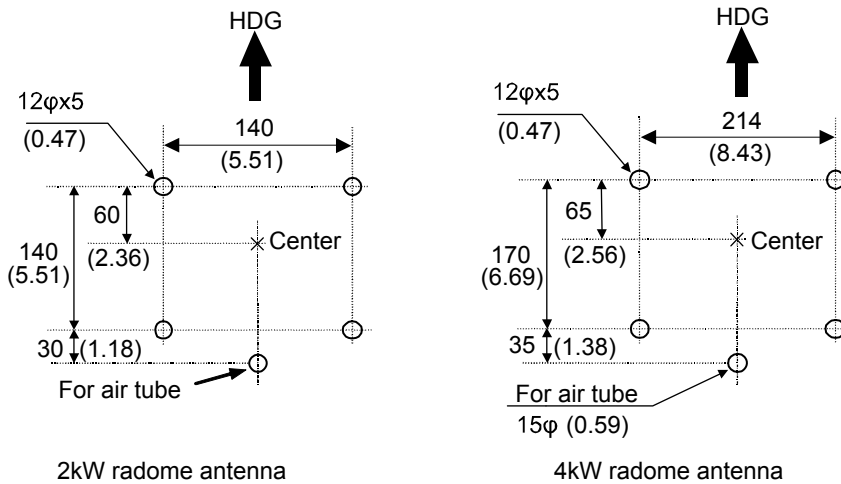 HDG
12φx5
(0.47)
140
(5.51)
60
(2.36)
Center
140
(5.51)
30 (1.18)
For air tube
2kW radome antenna
HDG
12φx5
(0.47)
214
(8.43)
65
(2.56)
Center
170
(6.69)
35 (1.38)
For air tube
15φ (0.59)
4kW radome antenna